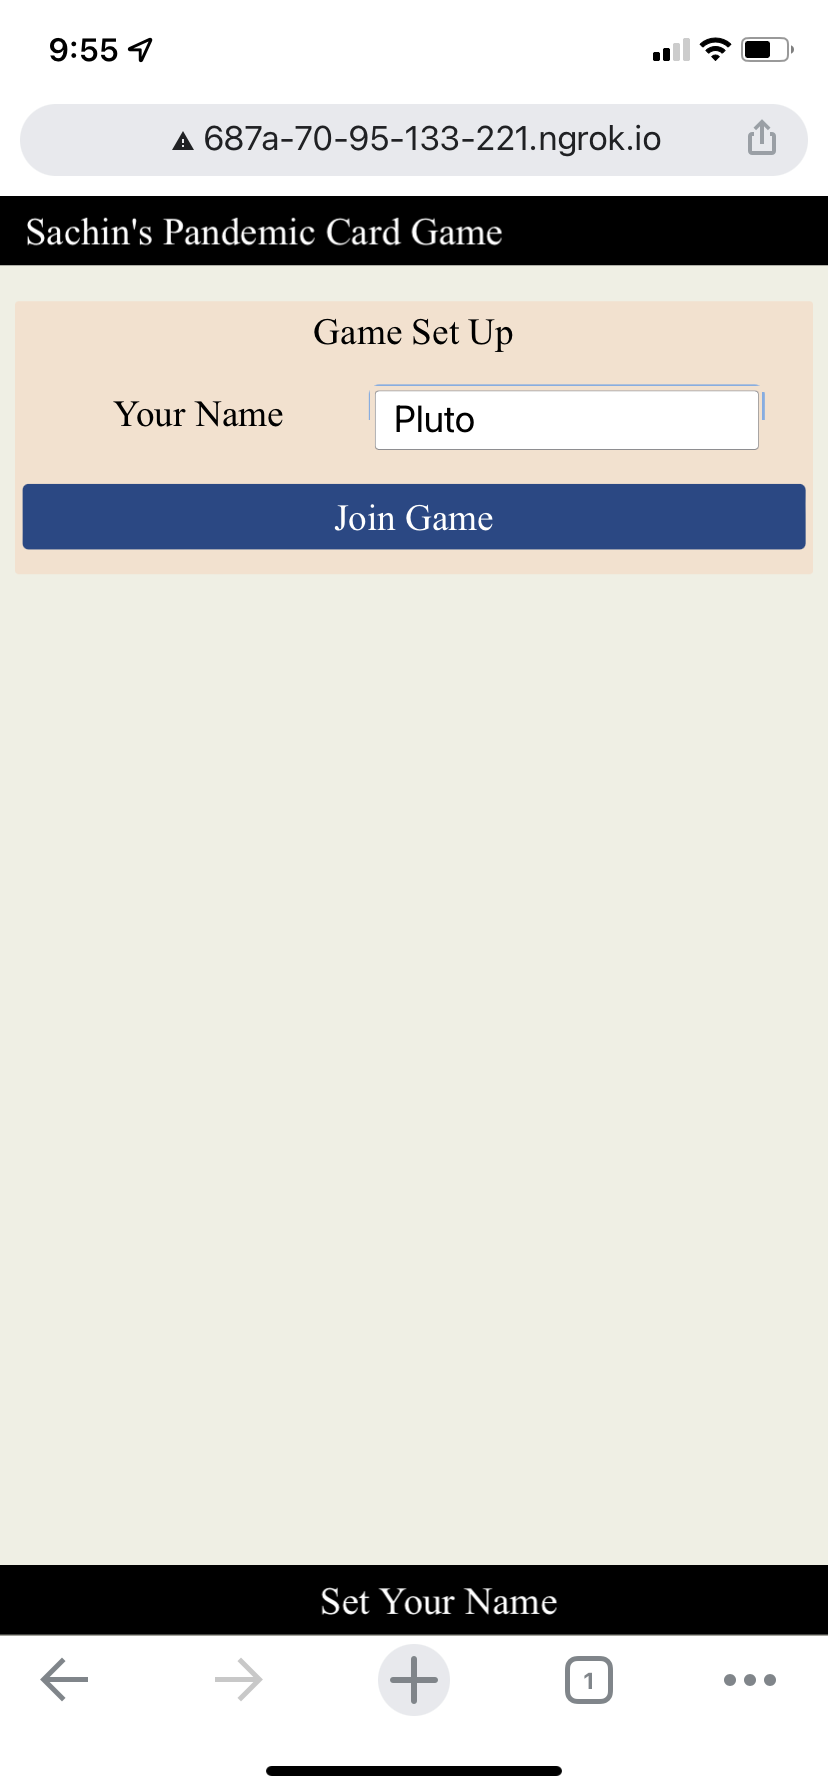 9:55
687a-70-95-133-221.ngrok.io
Sachin's Pandemic Card Game
Game Set Up
Your Name
Pluto
Join Game
Set Your Name
1